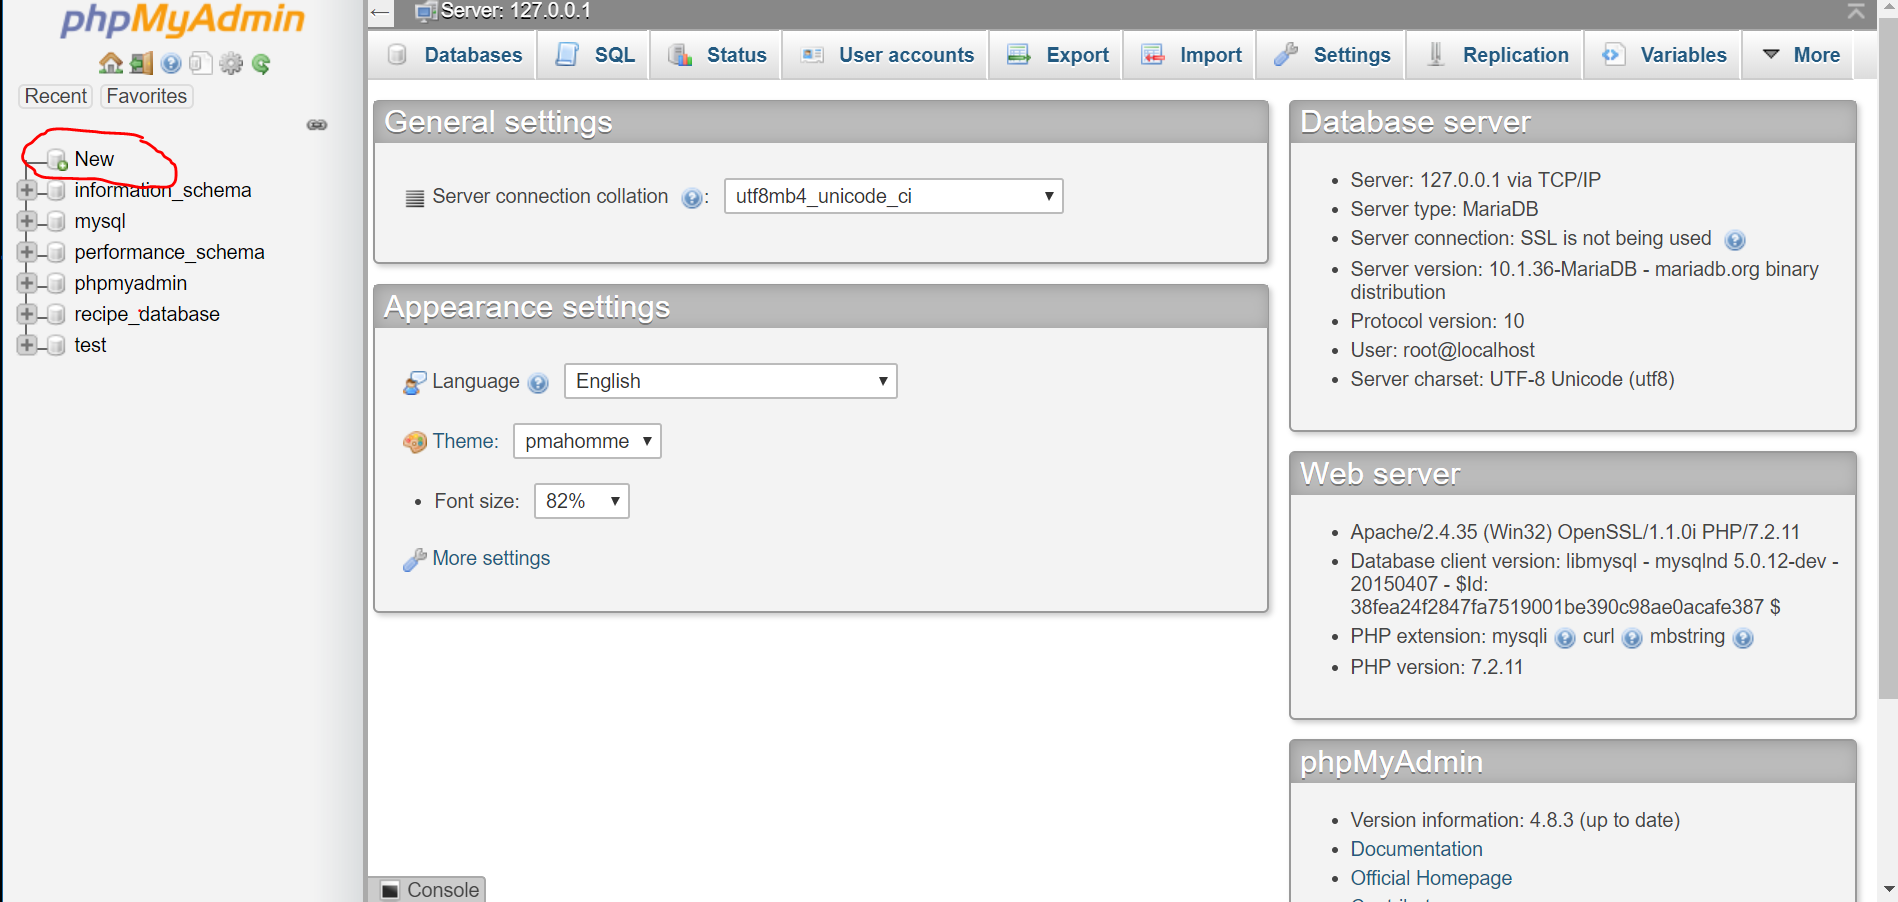 phpMyAdmin
Recent Favorites
New
information_schema
mysql
performance_schema
phpmyadmin
recipe_database
test
Server: 127.0.0.1
Databases SQL Status User accounts Export Import Settings Replication Variables More
General settings
Server connection collation : utf8mb4_unicode_ci
Appearance settings
Language English
Theme: pmahomme
Font size: 82%
More settings
Database server
Server: 127.0.0.1 via TCP/IP
Server type: MariaDB
Server connection: SSL is not being used
Server version: 10.1.36-MariaDB - mariadb.org binary
distribution
Protocol version: 10
User: root@localhost
Server charset: UTF-8 Unicode (utf8)
Web server
Apache/2.4.35 (Win32) OpenSSL/1.1.0i PHP/7.2.11
Database client version: libmysql - mysqlnd 5.0.12-dev -
20150407 - $Id:
38fea24f2847fa7519001be390c98ae0acafe387 $
PHP extension: mysqli curl mbstring
PHP version: 7.2.11
phpMyAdmin
Version information: 4.8.3 (up to date)
Documentation
Official Homepage
Console